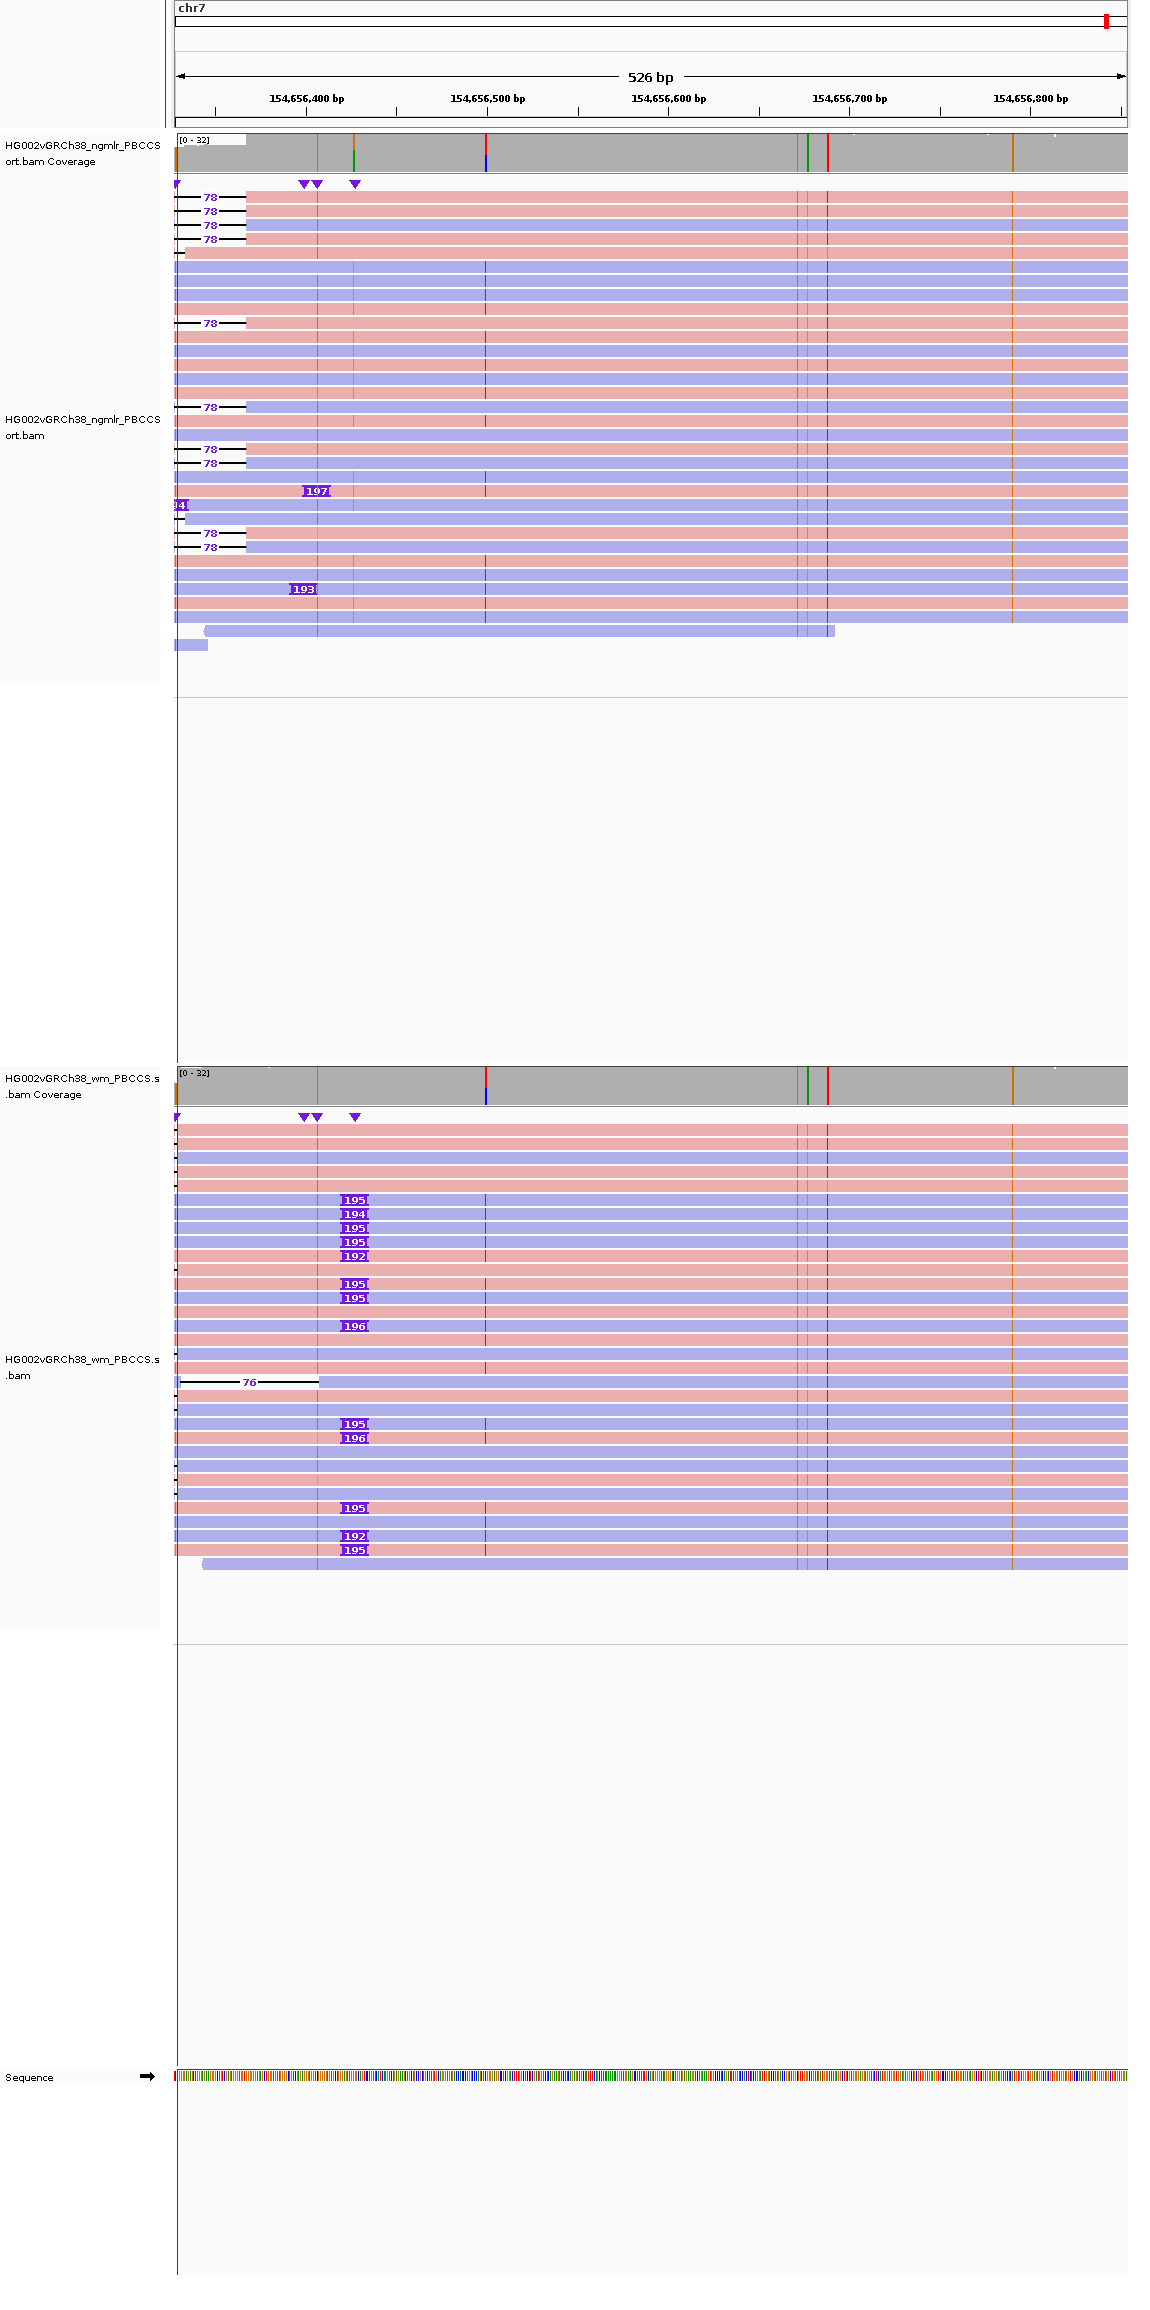 chr7
526 bp
154,656,400 bp 154,656,500 bp 154,656,600 bp 154,656,700 bp 154,656,800 bp
HG002vGRCh38_ngmlr_PBCCS
ort.bam Coverage
[0 - 32]
78
78
78
78
78
78
HG002vGRCh38_ngmlr_PBCCS
ort.bam
78
78
197
78
78
193
HG002vGRCh38_wm_PBCCS.s
.bam Coverage
[0 - 32]
195
194
195
195
192
195
195
196
HG002vGRCh38_wm_PBCCS.s
.bam
76
195
196
195
192
195
Sequence